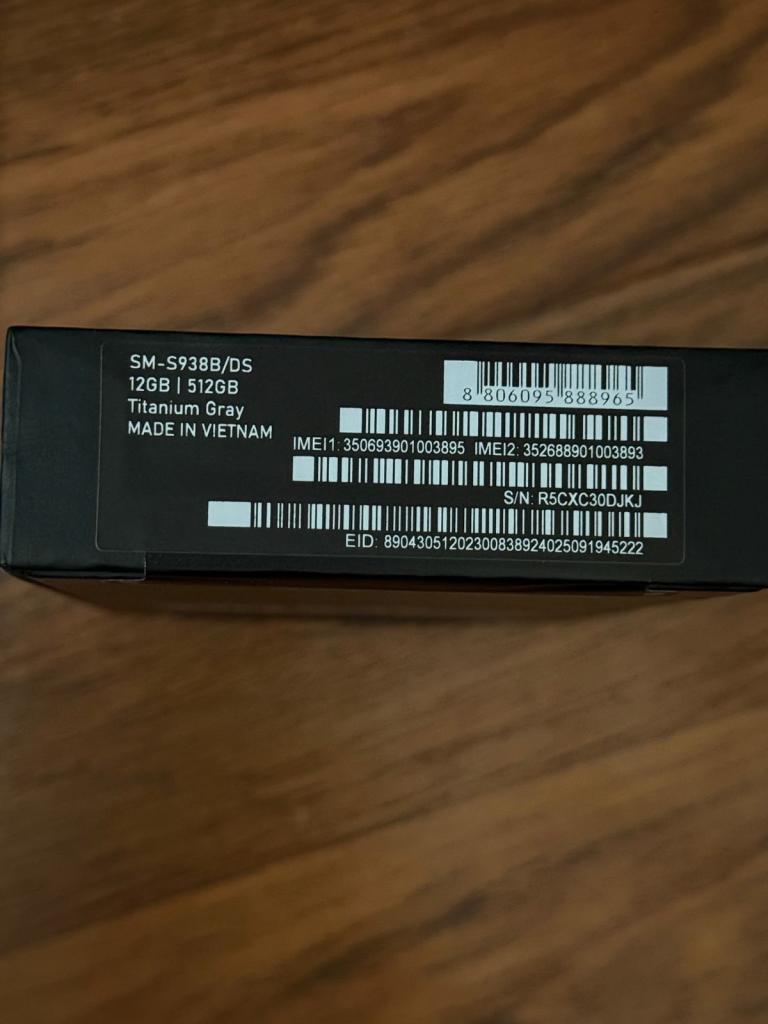 SM-S938B/DS
12GB | 512GB
Titanium Gray
MADE IN VIETNAM
8 806095 888965
IMEI1: 350693901003895 IMEI2: 352688901003893
S/N: R5CXC30DJKJ
EID: 89043051202300838924025091945222